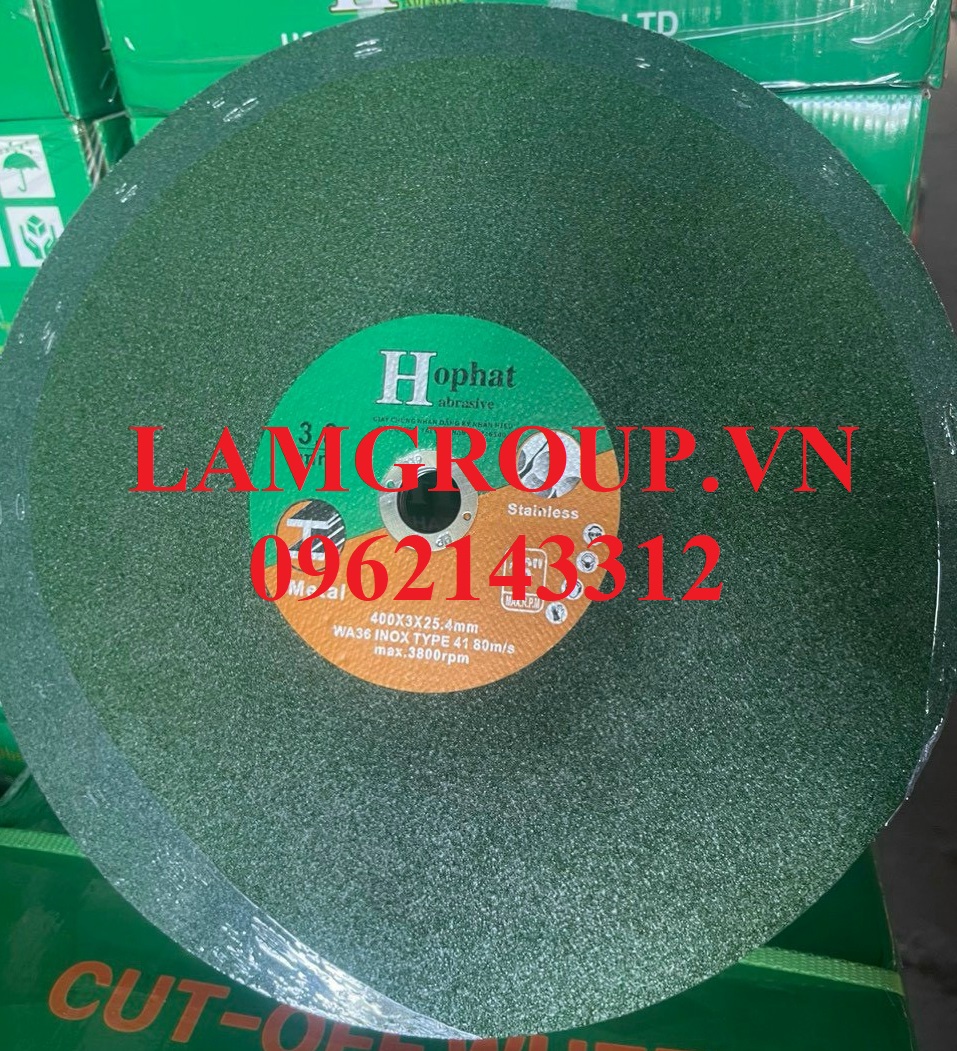 LTD
Hophat
abrasive
LAMGROUP.VN
Stainless
0962143312
Metal
MAX.R.P.M
400X3X25.4mm
WA36 INOX TYPE 41 80m/s
max.3800rpm
CUT-OFF